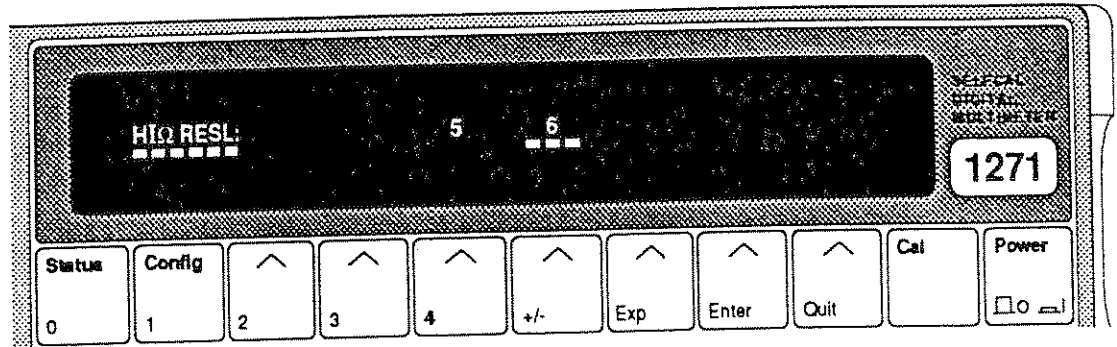 SELFCAL
DIGITAL
MULTIMETER
HIΩ RESL: 5 6
1271
Status Config Cal Power
0 1 2 3 4 +/- Exp Enter Quit